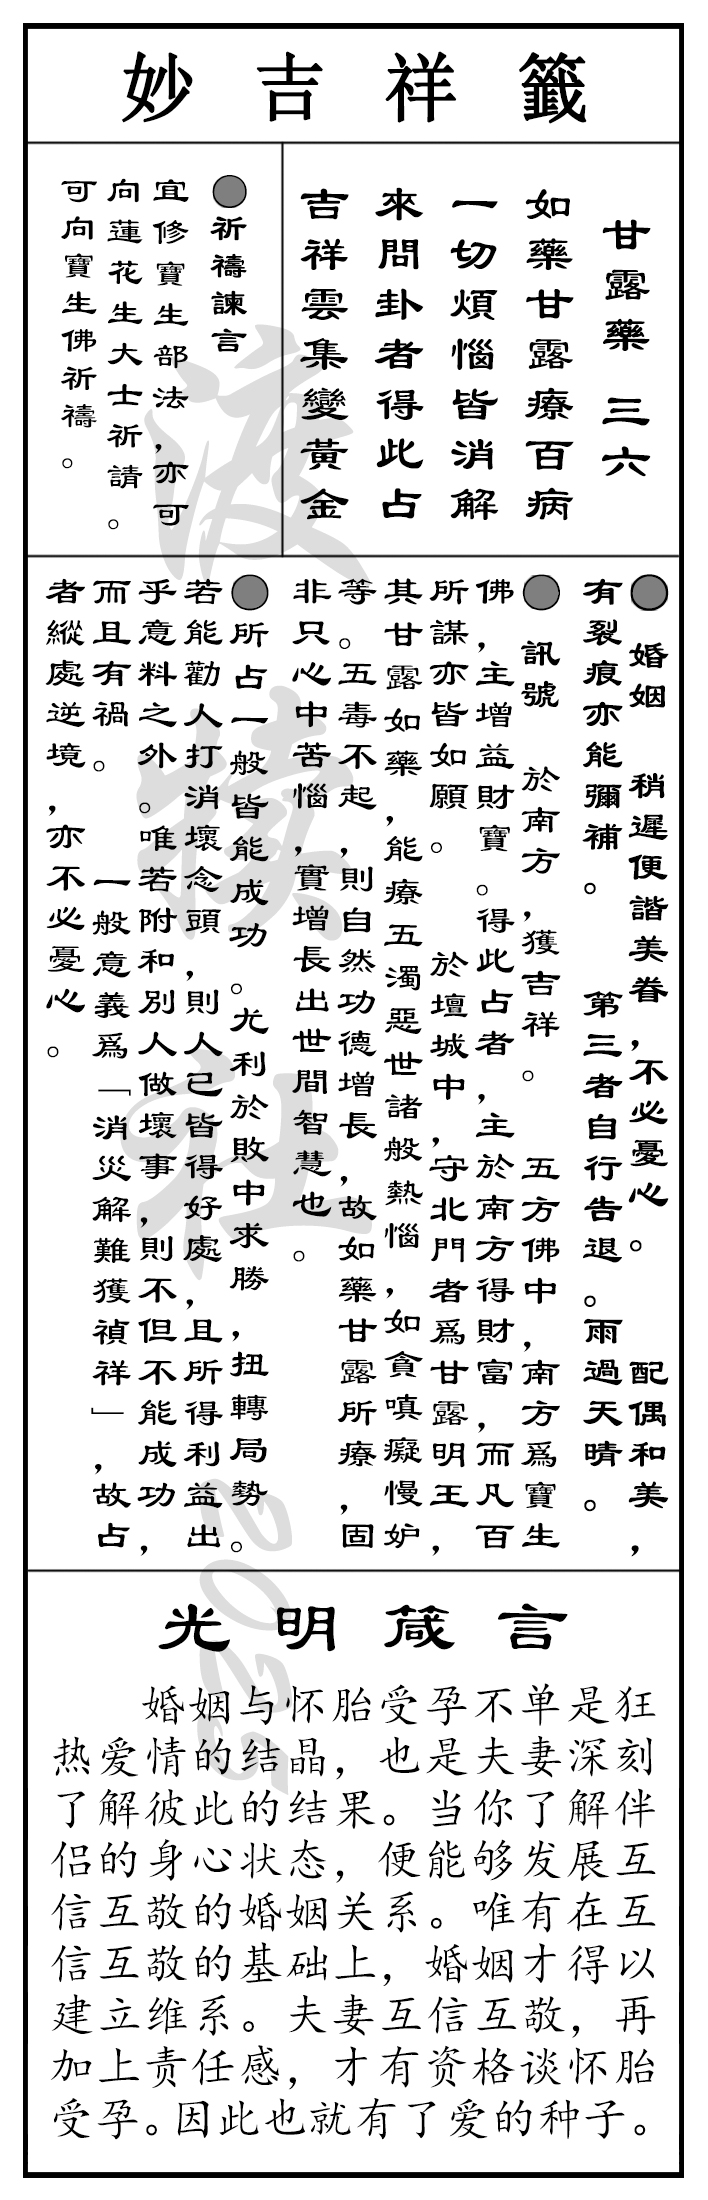 妙吉祥籤
甘露藥 三六
如藥甘露療百病
一切煩惱皆消解
來問卦者得此占
吉祥雲集變黃金
●祈禱諫言
宜修寶生部法，亦可
向蓮花生大士祈請。
可向寶生佛祈禱。
●婚姻 稍遲便諧美眷，不必憂心。 配偶和美，
有裂痕亦能彌補。 第三者自行告退。雨過天晴。
●訊號 於南方，獲吉祥。 五方佛中，南方爲寶生
佛，主增益財寶。得此占者，主於南方得財富，而凡百
所謀亦皆如願。 於壇城中，守北門者爲甘露明王，
其甘露如藥，能療五濁惡世諸般熱惱，如貪嗔癡慢妒
等。五毒不起，則自然功德增長，故如藥甘露所療，固
非只心中苦惱，實增長出世間智慧也。
●所占一般皆能成功。尤利於敗中求勝，扭轉局勢。
若能勸人打消壞念頭，則人己皆得好處，且所得利益出
乎意料之外。唯若附和別人做壞事，則不但不能成功，
而且有禍。 一般意義爲「消災解難獲禎祥」，故占
者縱處逆境，亦不必憂心。
光明箴言
婚姻与怀胎受孕不单是狂
热爱情的结晶，也是夫妻深刻
了解彼此的结果。当你了解伴
侣的身心状态，便能够发展互
信互敬的婚姻关系。唯有在互
信互敬的基础上，婚姻才得以
建立维系。夫妻互信互敬，再
加上责任感，才有资格谈怀胎
受孕。因此也就有了爱的种子。